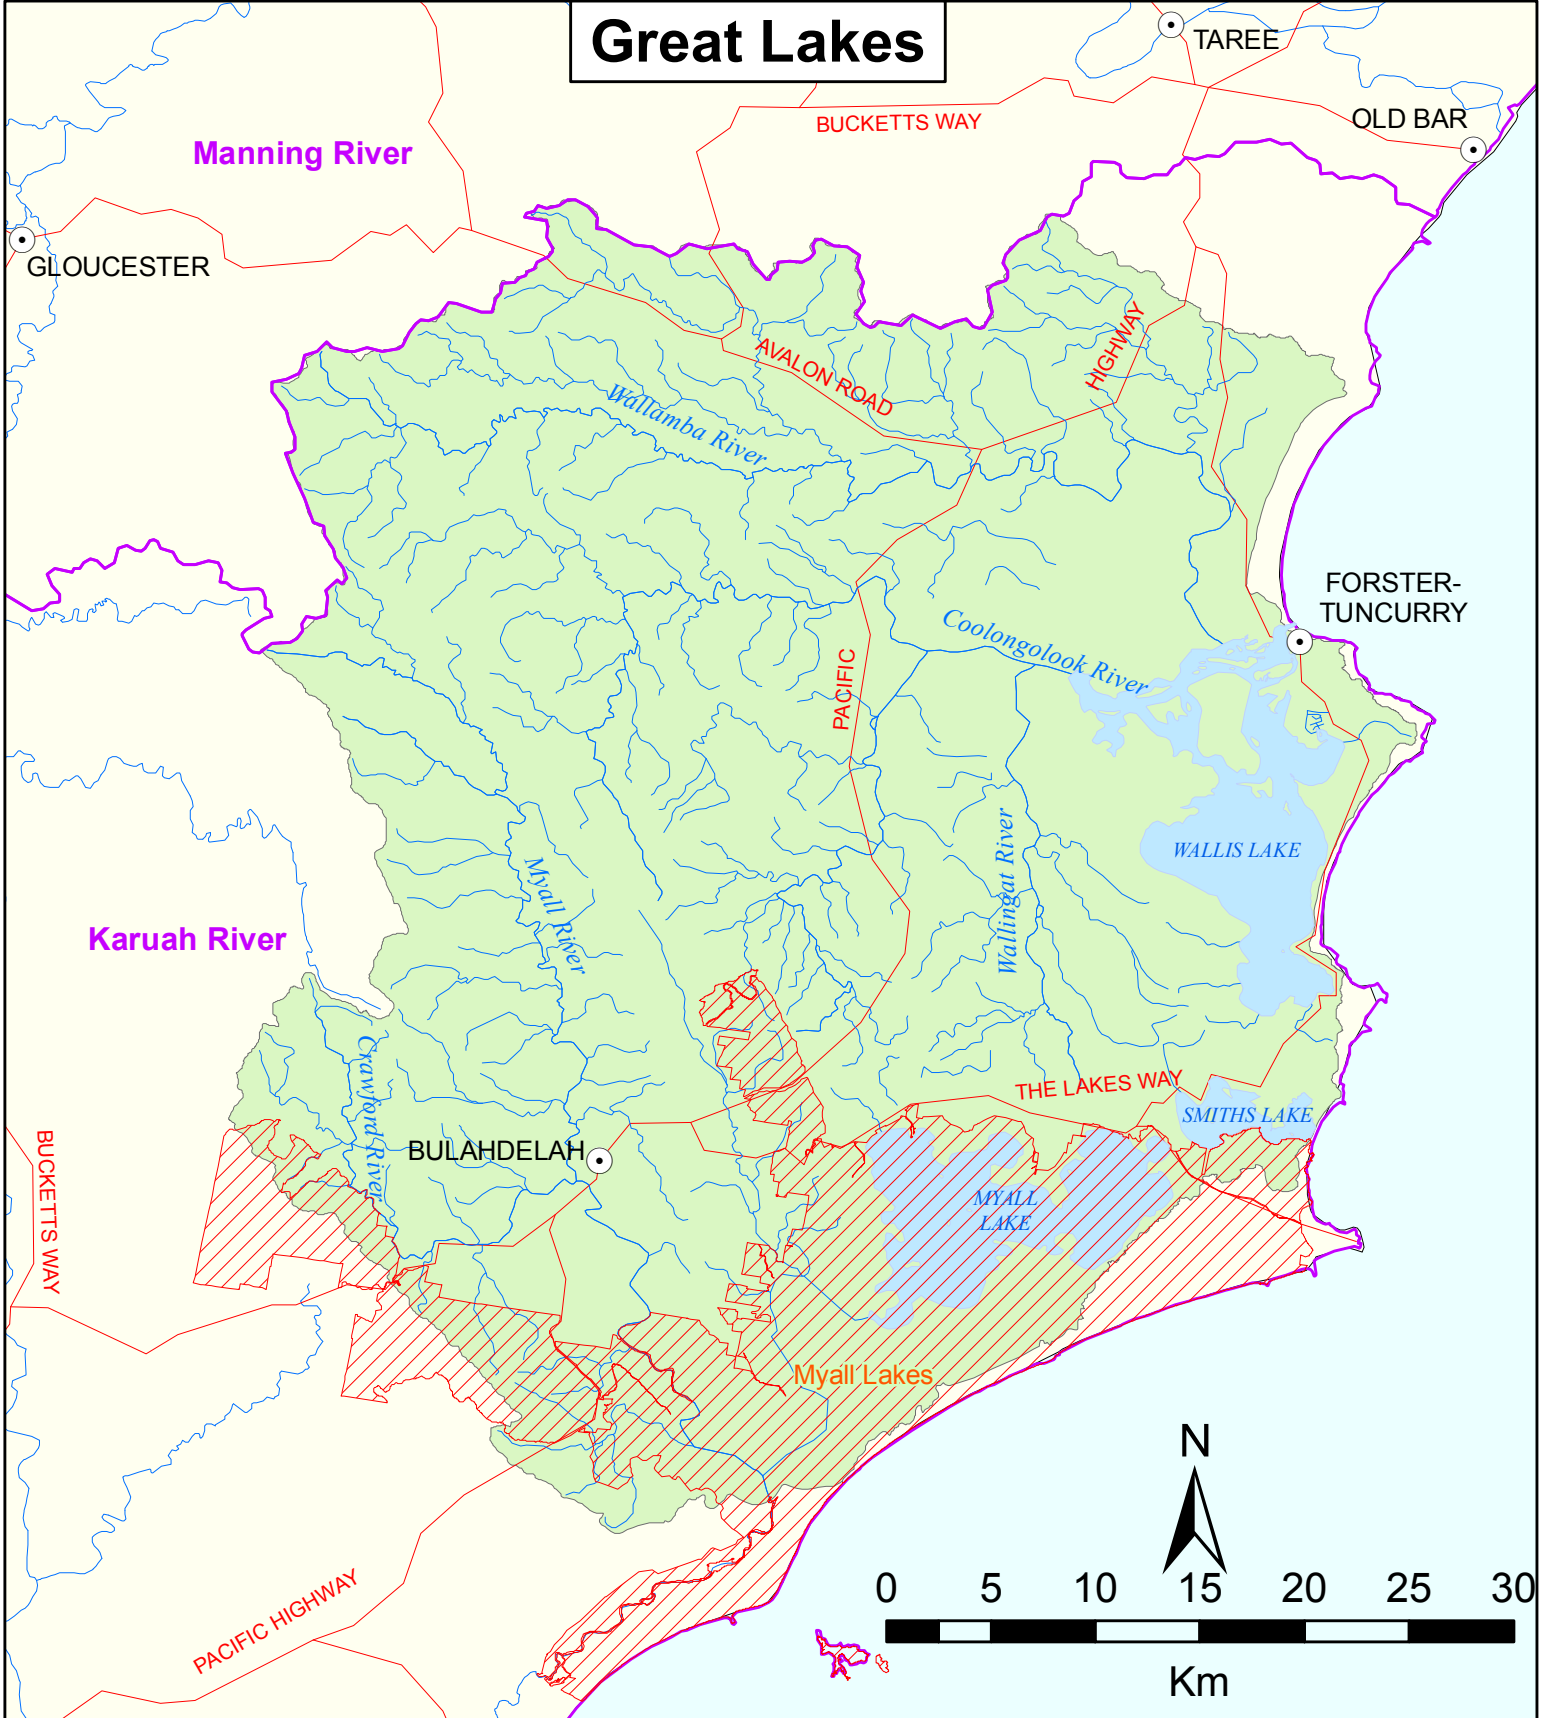 Great Lakes
TAREE
OLD BAR
BUCKETTS WAY
Manning River
GLOUCESTER
HIGHWAY
AVALON ROAD
Wallamba River
FORSTER-
TUNCURRY
Coolongolook River
PACIFIC
WALLIS LAKE
Wallingat River
Myall River
Karuah River
Crawford River
THE LAKES WAY
SMITHS LAKE
BULAHDELAH
BUCKETTS WAY
MYALL
LAKE
Myall Lakes
N
0 5 10 15 20 25 30
Km
PACIFIC HIGHWAY